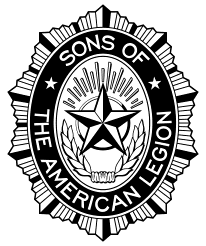 SONS OF
THE AMERICAN LEGION